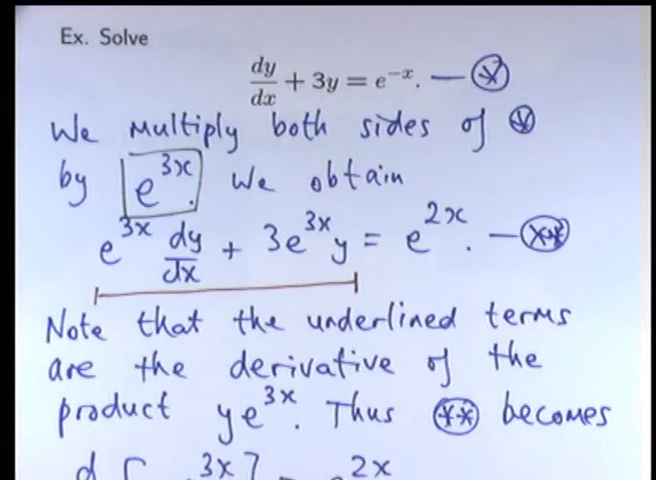 Ex. Solve
dy/dx + 3y = e^{-x}. — ⊛
We multiply both sides of ⊛
by e^{3x}. We obtain
e^{3x} dy/dx + 3e^{3x}y = e^{2x}. — (**)
Note that the underlined terms
are the derivative of the
product ye^{3x}. Thus (**) becomes